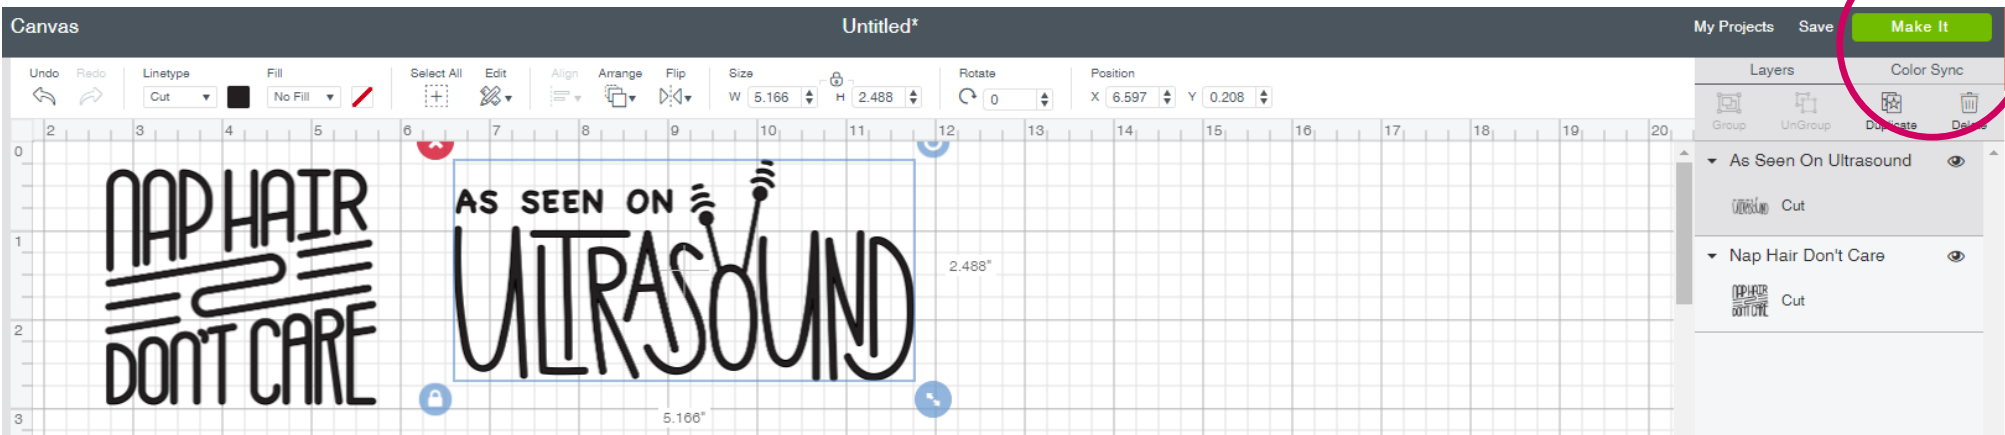 Canvas Untitled* My Projects Save Make It
Undo Redo Linetype Fill Select All Edit Align Arrange Flip Size Rotate Position Layers Color Sync
Cut No Fill W 5.166 H 2.488 0 X 6.597 Y 0.208
Group UnGroup Duplicate Delete
2 3 4 5 6 7 8 9 10 11 12 13 14 15 16 17 18 19 20
0
1
2
3
NAP HAIR
DON'T CARE
AS SEEN ON
ULTRASOUND
2.488"
5.166"
As Seen On Ultrasound
Cut
Nap Hair Don't Care
Cut